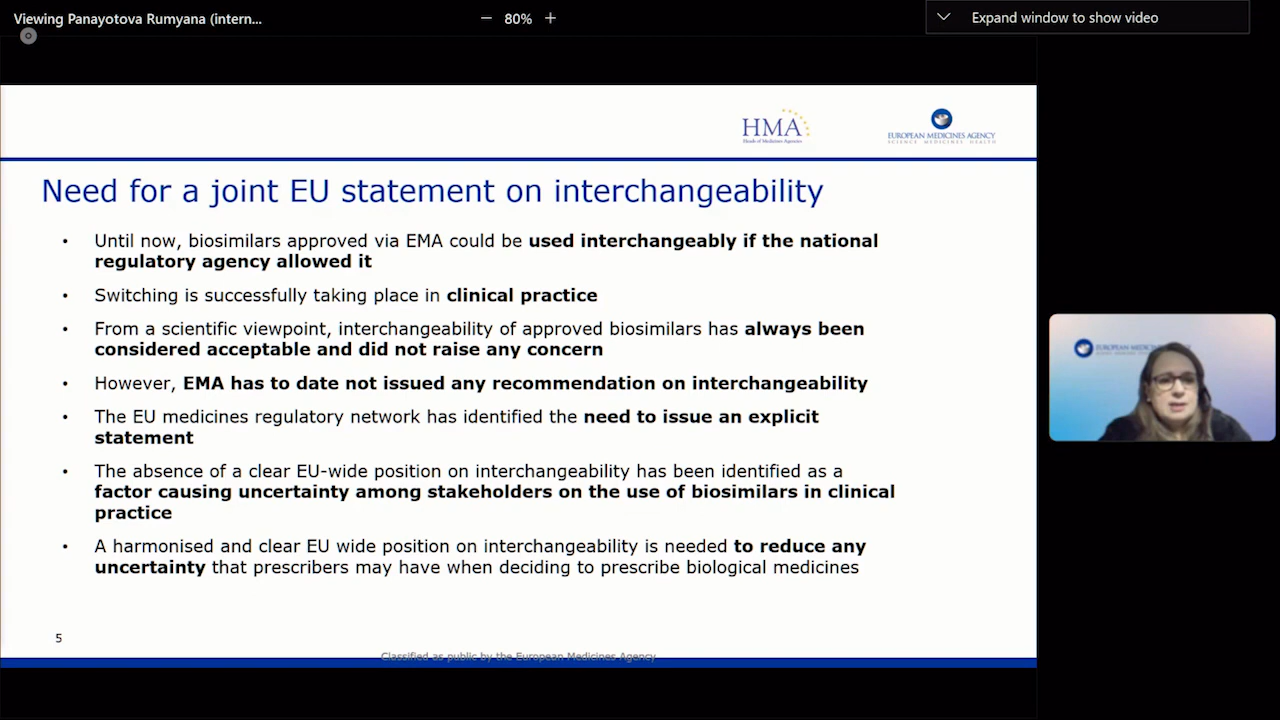 Viewing Panayotova Rumyana (intern...
80%
Expand window to show video
HMA
Heads of Medicines Agencies
EUROPEAN MEDICINES AGENCY
SCIENCE MEDICINES HEALTH
Need for a joint EU statement on interchangeability
• Until now, biosimilars approved via EMA could be used interchangeably if the national
regulatory agency allowed it
• Switching is successfully taking place in clinical practice
• From a scientific viewpoint, interchangeability of approved biosimilars has always been
considered acceptable and did not raise any concern
• However, EMA has to date not issued any recommendation on interchangeability
• The EU medicines regulatory network has identified the need to issue an explicit
statement
• The absence of a clear EU-wide position on interchangeability has been identified as a
factor causing uncertainty among stakeholders on the use of biosimilars in clinical
practice
• A harmonised and clear EU wide position on interchangeability is needed to reduce any
uncertainty that prescribers may have when deciding to prescribe biological medicines
5
Classified as public by the European Medicines Agency